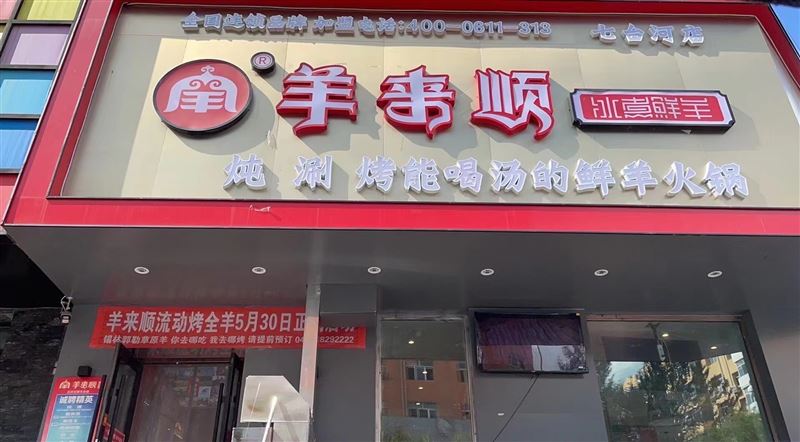 全国连锁品牌 加盟电话:400-0611-313 七台河店
羊来顺 冰煮鲜羊
炖 涮 烤能喝汤的鲜羊火锅
羊来顺流动烤全羊5月30日正
锡林郭勒草原羊 你去哪吃 我去哪烤 请提前预订 04 8292222
羊来顺
诚聘精英